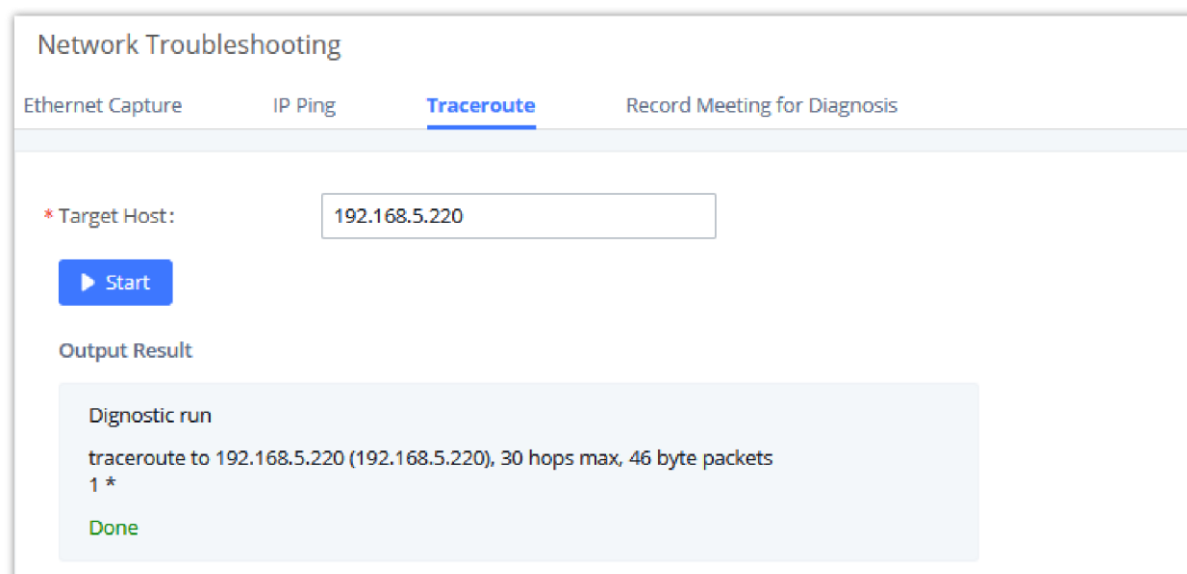 Network Troubleshooting
Ethernet Capture IP Ping Traceroute Record Meeting for Diagnosis
* Target Host: 192.168.5.220
Start
Output Result
Dignostic run
traceroute to 192.168.5.220 (192.168.5.220), 30 hops max, 46 byte packets
1 *
Done